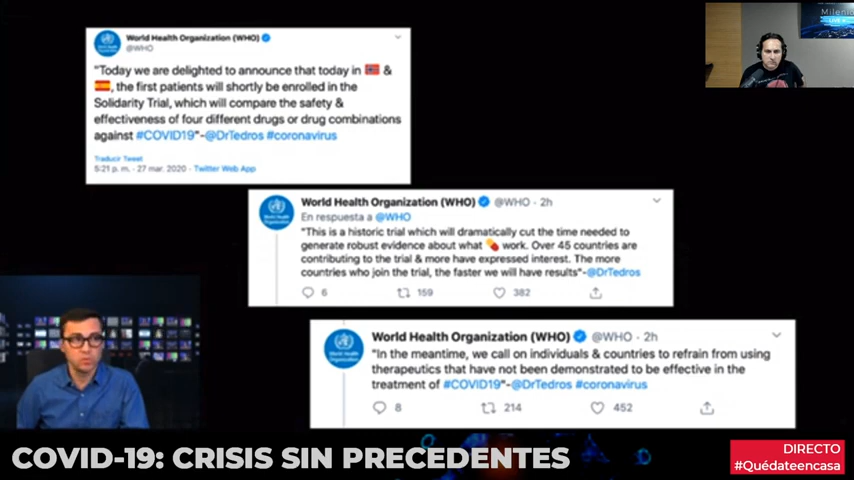 World Health Organization (WHO)
@WHO
"Today we are delighted to announce that today in &
, the first patients will shortly be enrolled in the
Solidarity Trial, which will compare the safety &
effectiveness of four different drugs or drug combinations
against #COVID19"-@DrTedros #coronavirus
Traducir Tweet
5:21 p. m. · 27 mar. 2020 · Twitter Web App
World Health Organization (WHO) @WHO · 2h
En respuesta a @WHO
"This is a historic trial which will dramatically cut the time needed to
generate robust evidence about what work. Over 45 countries are
contributing to the trial & more have expressed interest. The more
countries who join the trial, the faster we will have results"-@DrTedros
6 159 382
World Health Organization (WHO) @WHO · 2h
"In the meantime, we call on individuals & countries to refrain from using
therapeutics that have not been demonstrated to be effective in the
treatment of #COVID19"-@DrTedros #coronavirus
8 214 452
Milenio
LIVE
COVID-19: CRISIS SIN PRECEDENTES
DIRECTO
#Quédateencasa